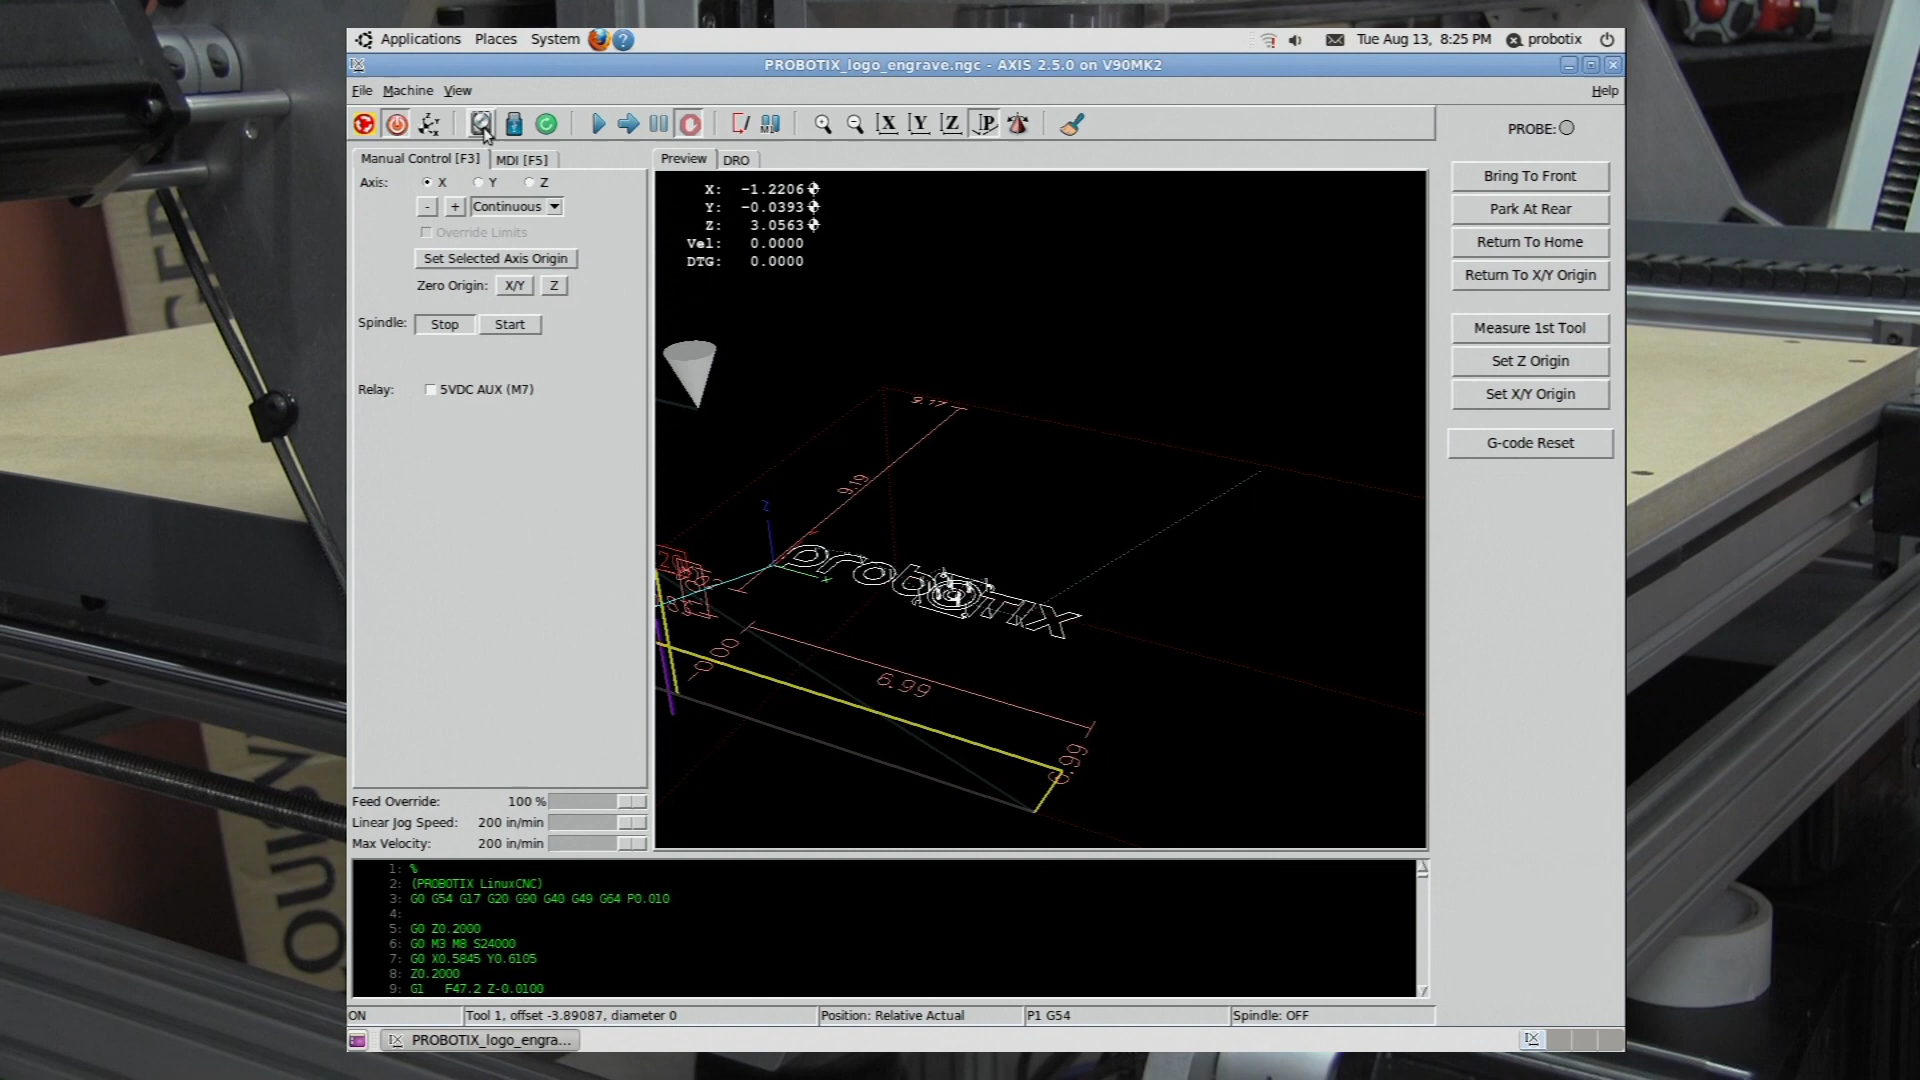 Applications Places System ?
Tue Aug 13, 8:25 PM probotix
PROBOTIX_logo_engrave.ngc - AXIS 2.5.0 on V90MK2
File Machine View Help
X Y Z P
PROBE:
Manual Control [F3] MDI [F5] Preview DRO
Axis: X Y Z
- + Continuous
Override Limits
Set Selected Axis Origin
Zero Origin: X/Y Z
Spindle: Stop Start
Relay: 5VDC AUX (M7)
X: -1.2206
Y: -0.0393
Z: 3.0563
Vel: 0.0000
DTG: 0.0000
9.17
9.19
Z
X
probotix
-0.00
6.99
6.99
Bring To Front
Park At Rear
Return To Home
Return To X/Y Origin
Measure 1st Tool
Set Z Origin
Set X/Y Origin
G-code Reset
Feed Override: 100 %
Linear Jog Speed: 200 in/min
Max Velocity: 200 in/min
1: %
2: (PROBOTIX LinuxCNC)
3: G0 G54 G17 G20 G90 G40 G49 G64 P0.010
4:
5: G0 Z0.2000
6: G0 M3 M8 S24000
7: G0 X0.5845 Y0.6105
8: Z0.2000
9: G1 F47.2 Z-0.0100
ON Tool 1, offset -3.89087, diameter 0 Position: Relative Actual P1 G54 Spindle: OFF
PROBOTIX_logo_engra...